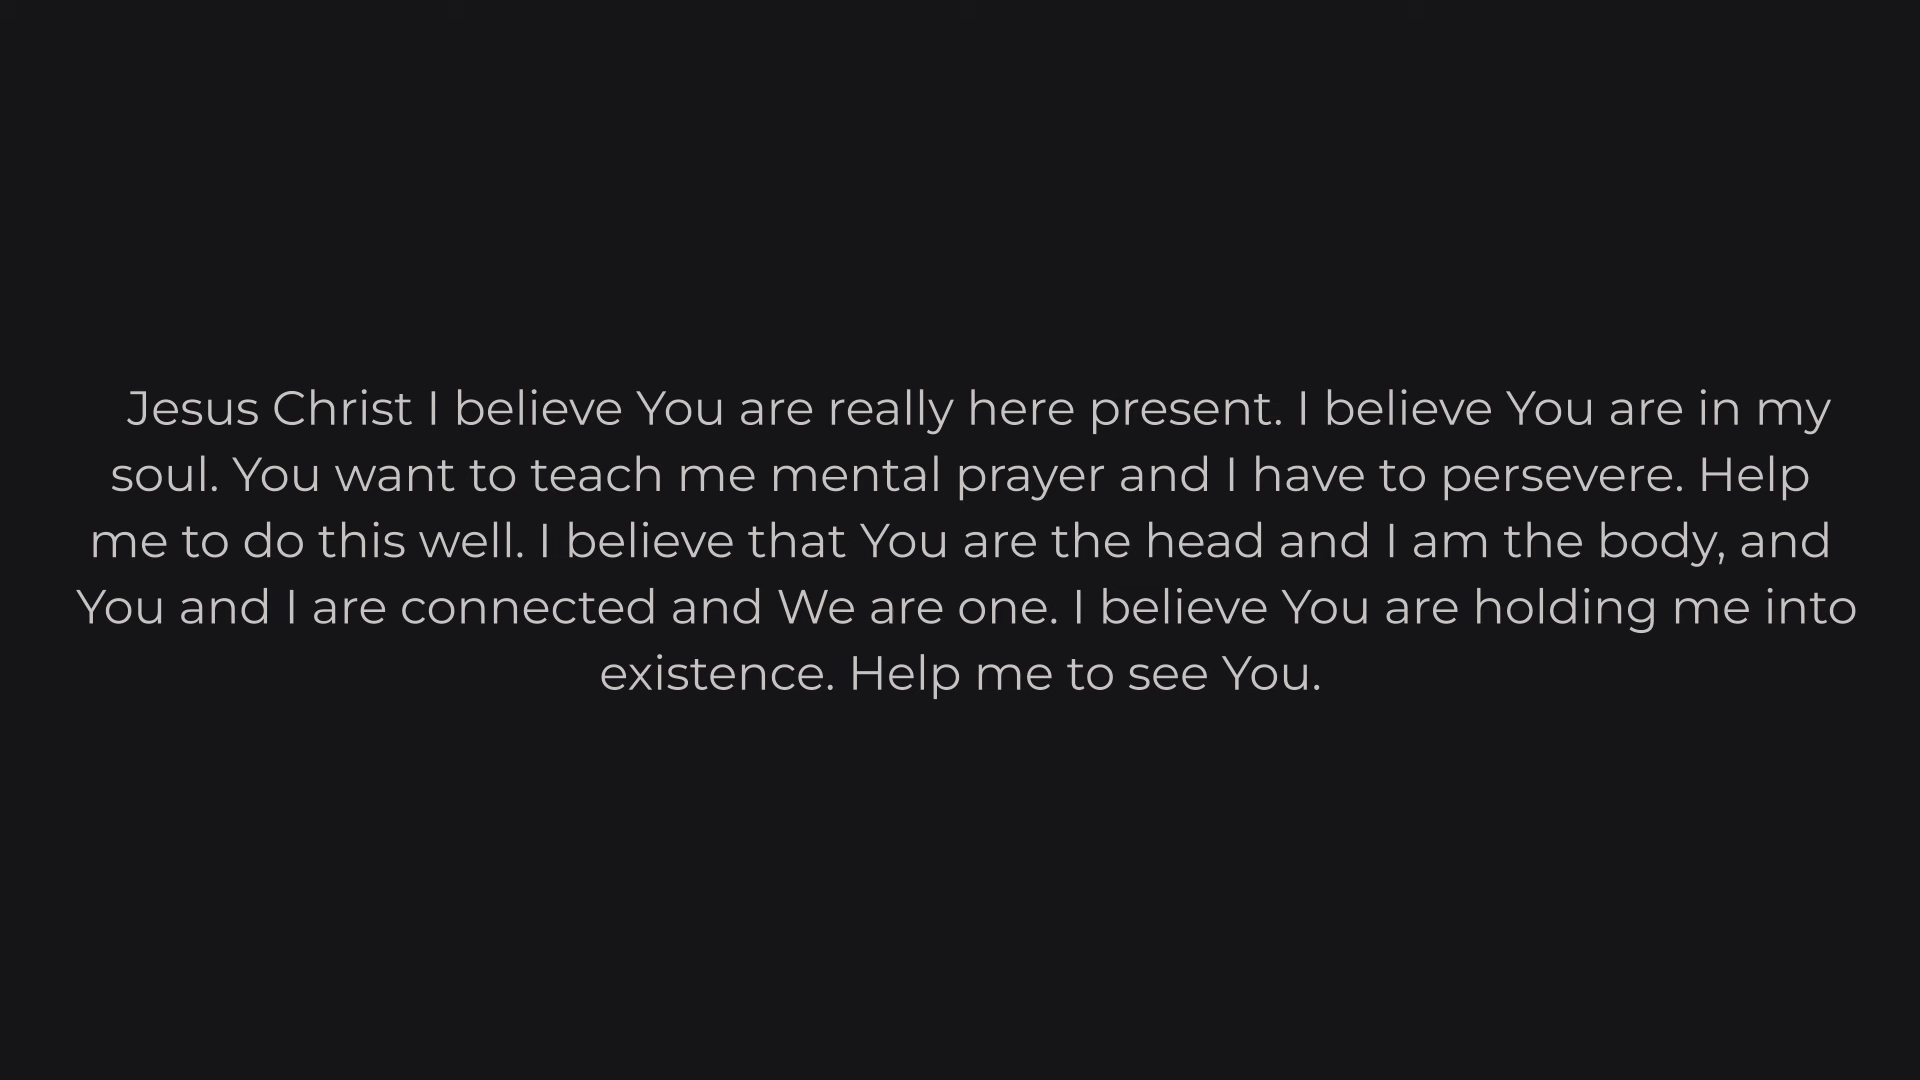 Jesus Christ I believe You are really here present. I believe You are in my
soul. You want to teach me mental prayer and I have to persevere. Help
me to do this well. I believe that You are the head and I am the body, and
You and I are connected and We are one. I believe You are holding me into
existence. Help me to see You.